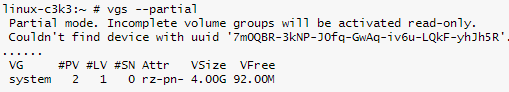 linux-c3k3:~ # vgs --partial
Partial mode. Incomplete volume groups will be activated read-only.
Couldn't find device with uuid '7m0QBR-3kNP-J0fq-GwAq-iv6u-LQkF-yhJh5R'.
......
VG #PV #LV #SN Attr VSize VFree
system 2 1 0 rz-pn- 4.00G 92.00M